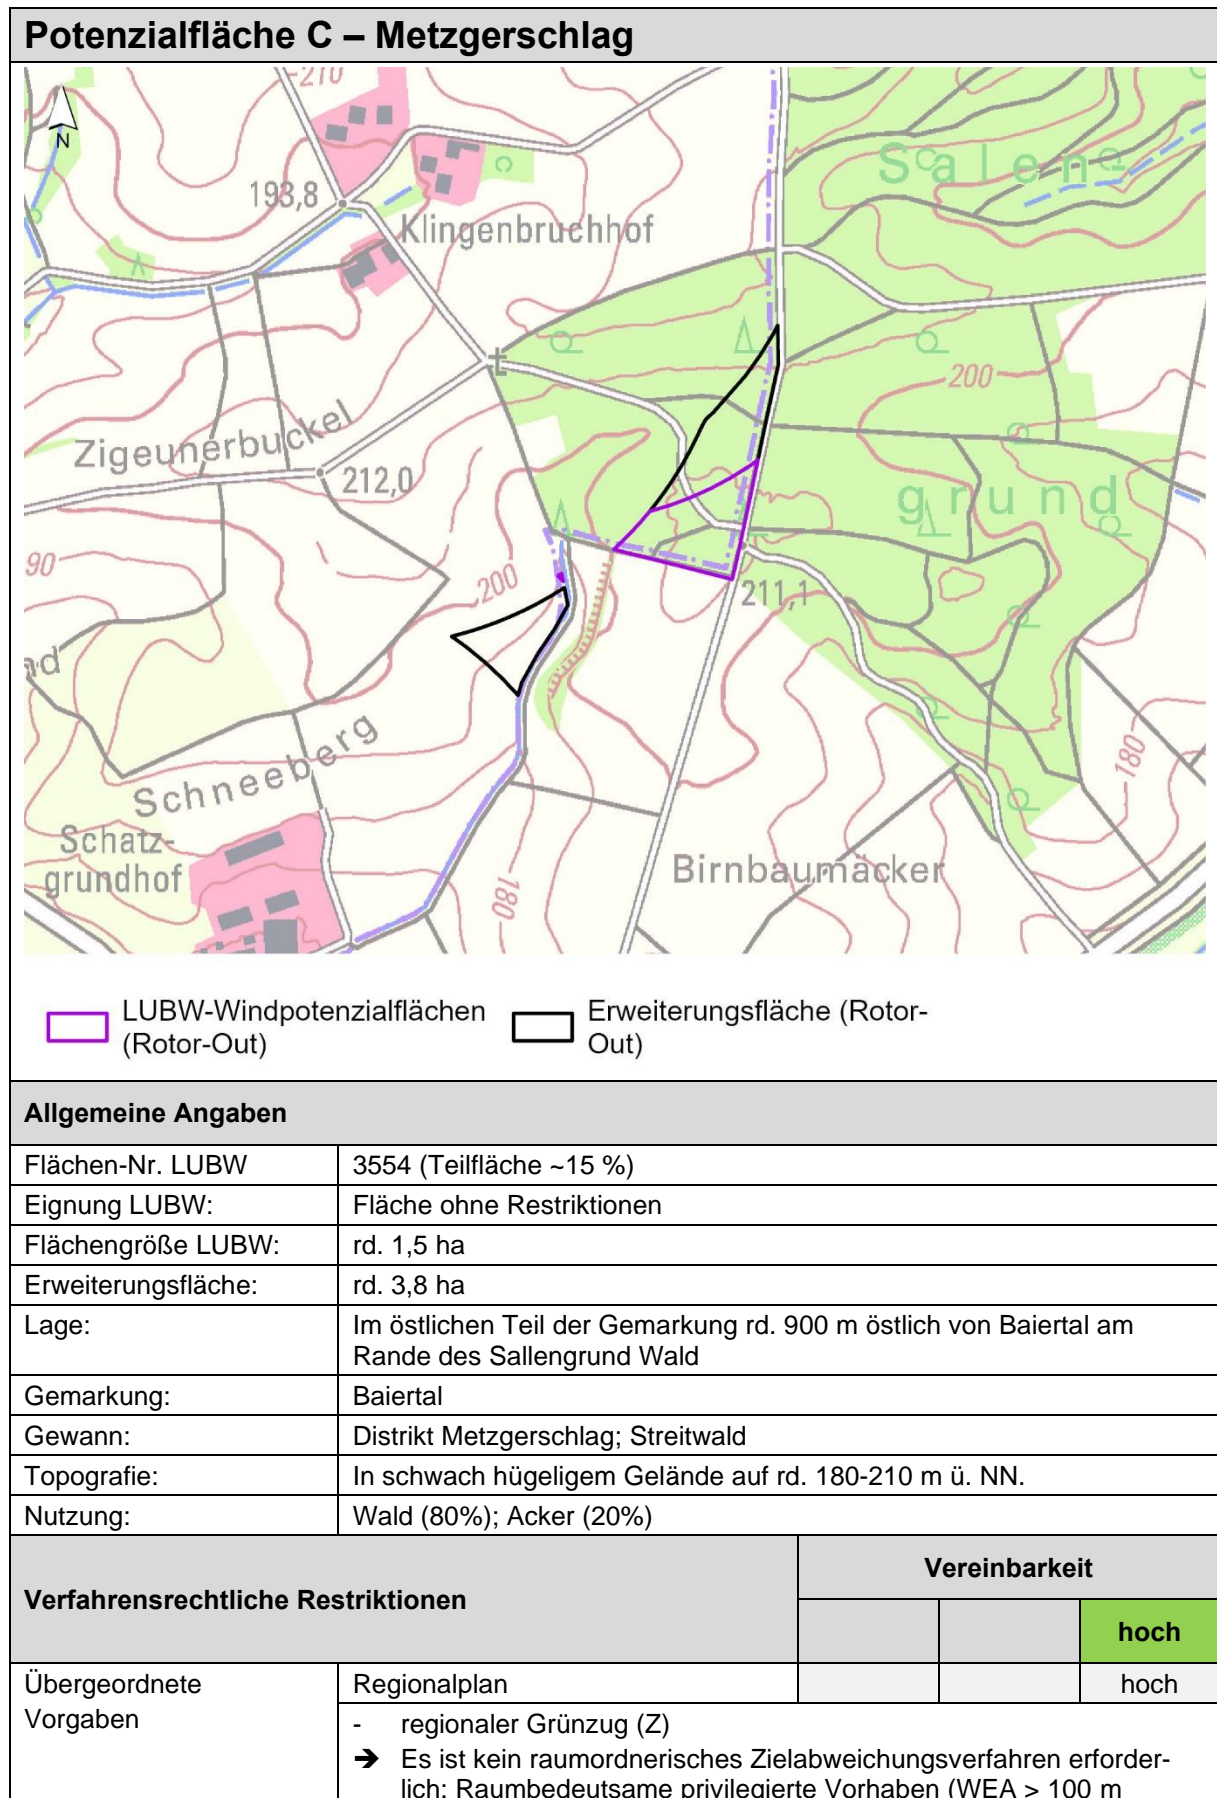 Potenzialfläche C – Metzgerschlag
-210
N
193,8
Klingenbruchhof
Salen-
grund
200
Zigeunerbuckel
212,0
90
200
211,1
nd
Schneeberg
180
Schatz-
grundhof
180
Birnbaumäcker
LUBW-Windpotenzialflächen (Rotor-Out)
Erweiterungsfläche (Rotor-Out)
Allgemeine Angaben
Flächen-Nr. LUBW 3554 (Teilfläche ~15 %)
Eignung LUBW: Fläche ohne Restriktionen
Flächengröße LUBW: rd. 1,5 ha
Erweiterungsfläche: rd. 3,8 ha
Lage: Im östlichen Teil der Gemarkung rd. 900 m östlich von Baiertal am
Rande des Sallengrund Wald
Gemarkung: Baiertal
Gewann: Distrikt Metzgerschlag; Streitwald
Topografie: In schwach hügeligem Gelände auf rd. 180-210 m ü. NN.
Nutzung: Wald (80%); Acker (20%)
Verfahrensrechtliche Restriktionen
Vereinbarkeit
hoch
Übergeordnete
Vorgaben
Regionalplan hoch
- regionaler Grünzug (Z)
➔ Es ist kein raumordnerisches Zielabweichungsverfahren erforder-
lich: Raumbedeutsame privilegierte Vorhaben (WEA > 100 m